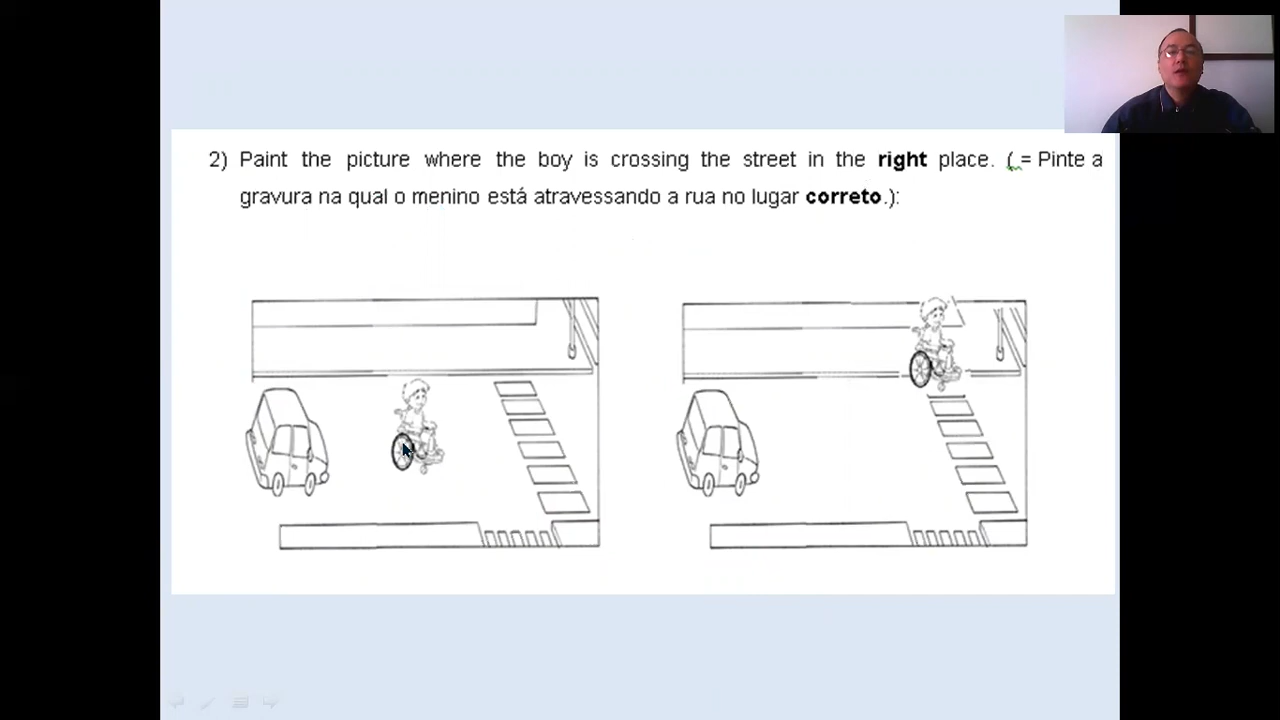 2) Paint the picture where the boy is crossing the street in the right place. ( = Pinte a
gravura na qual o menino está atravessando a rua no lugar correto.):